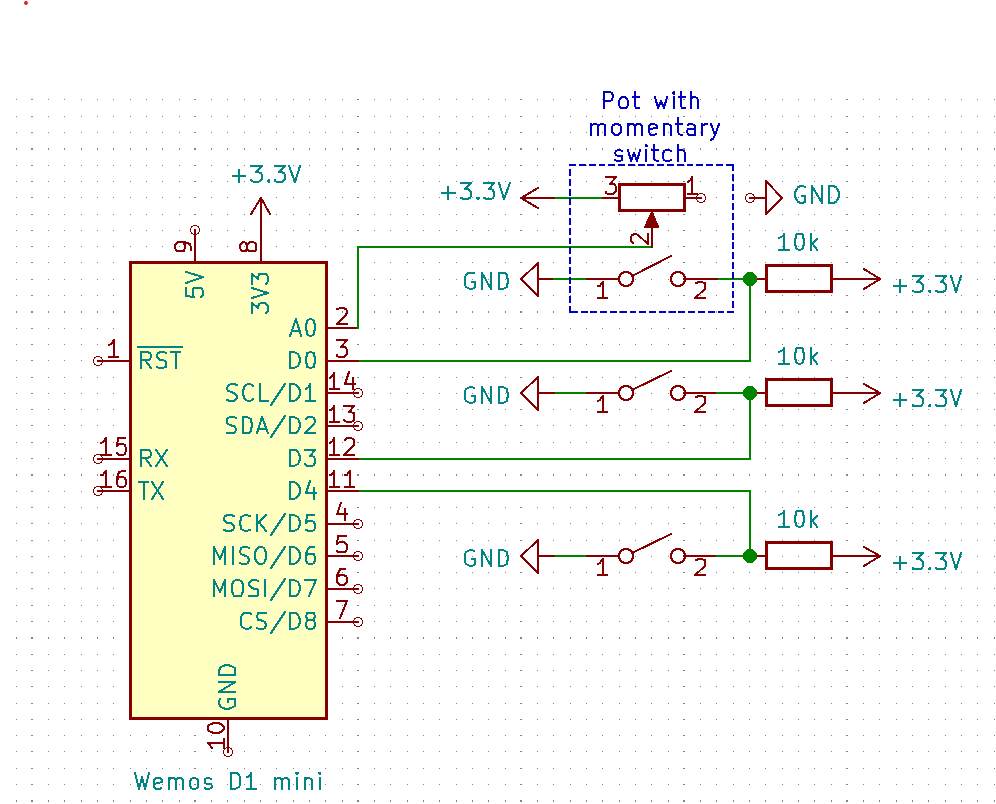 Pot with
momentary
switch
+3.3V
+3.3V
3
1
GND
2
10k
9
8
5V
3V3
GND
1
2
+3.3V
A0
2
1
RST
D0
3
10k
SCL/D1
14
GND
1
2
+3.3V
SDA/D2
13
15
RX
D3
12
16
TX
D4
11
10k
SCK/D5
4
MISO/D6
5
GND
1
2
+3.3V
MOSI/D7
6
CS/D8
7
GND
10
Wemos D1 mini